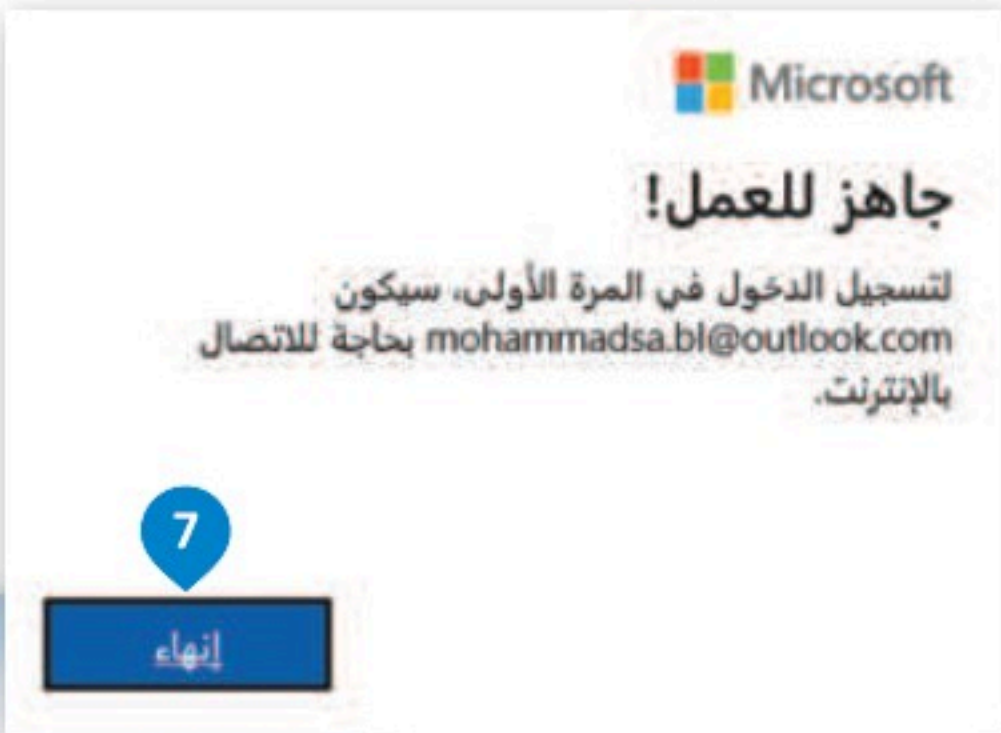 Microsoft
جاهز للعمل!
لتسجيل الدخول في المرة الأولى، سيكون
mohammadsa.bl@outlook.com بحاجة للاتصال
بالإنترنت.
7
إنهاء